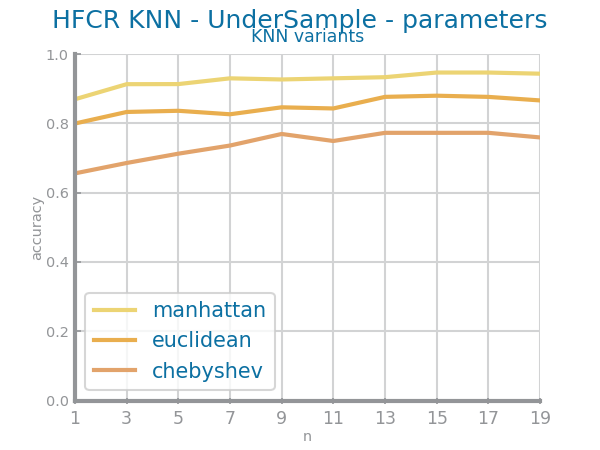 HFCR KNN - UnderSample - parameters
KNN variants
1.0
0.8
0.6
0.4
0.2
0.0
accuracy
manhattan
euclidean
chebyshev
1 3 5 7 9 11 13 15 17 19
n